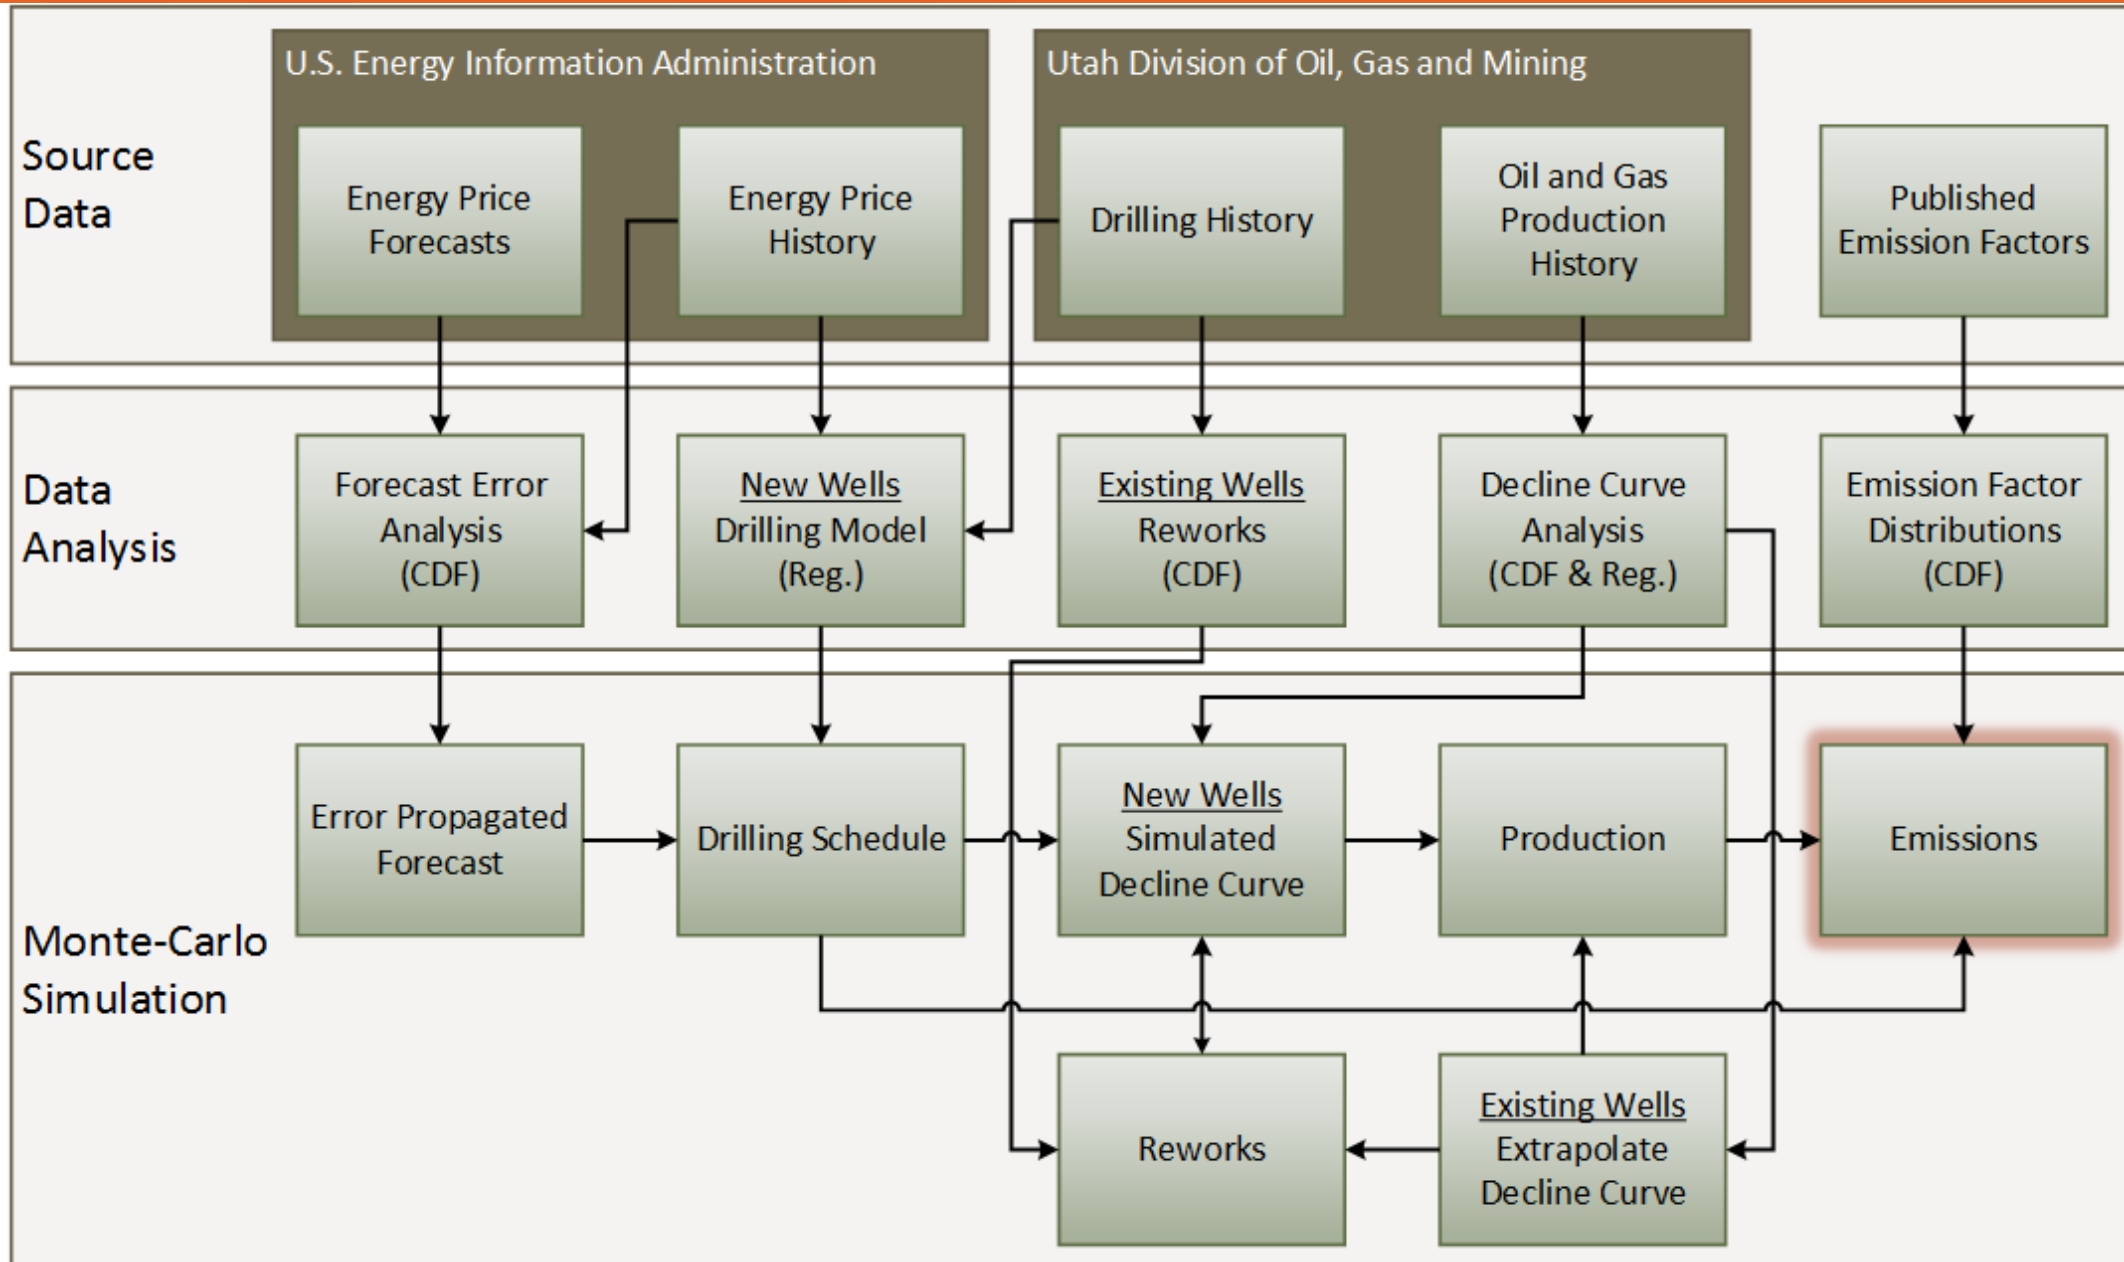 U.S. Energy Information Administration
Utah Division of Oil, Gas and Mining
Source
Data
Energy Price
Forecasts
Energy Price
History
Drilling History
Oil and Gas
Production
History
Published
Emission Factors
Data
Analysis
Forecast Error
Analysis
(CDF)
New Wells
Drilling Model
(Reg.)
Existing Wells
Reworks
(CDF)
Decline Curve
Analysis
(CDF & Reg.)
Emission Factor
Distributions
(CDF)
Monte-Carlo
Simulation
Error Propagated
Forecast
Drilling Schedule
New Wells
Simulated
Decline Curve
Production
Emissions
Reworks
Existing Wells
Extrapolate
Decline Curve